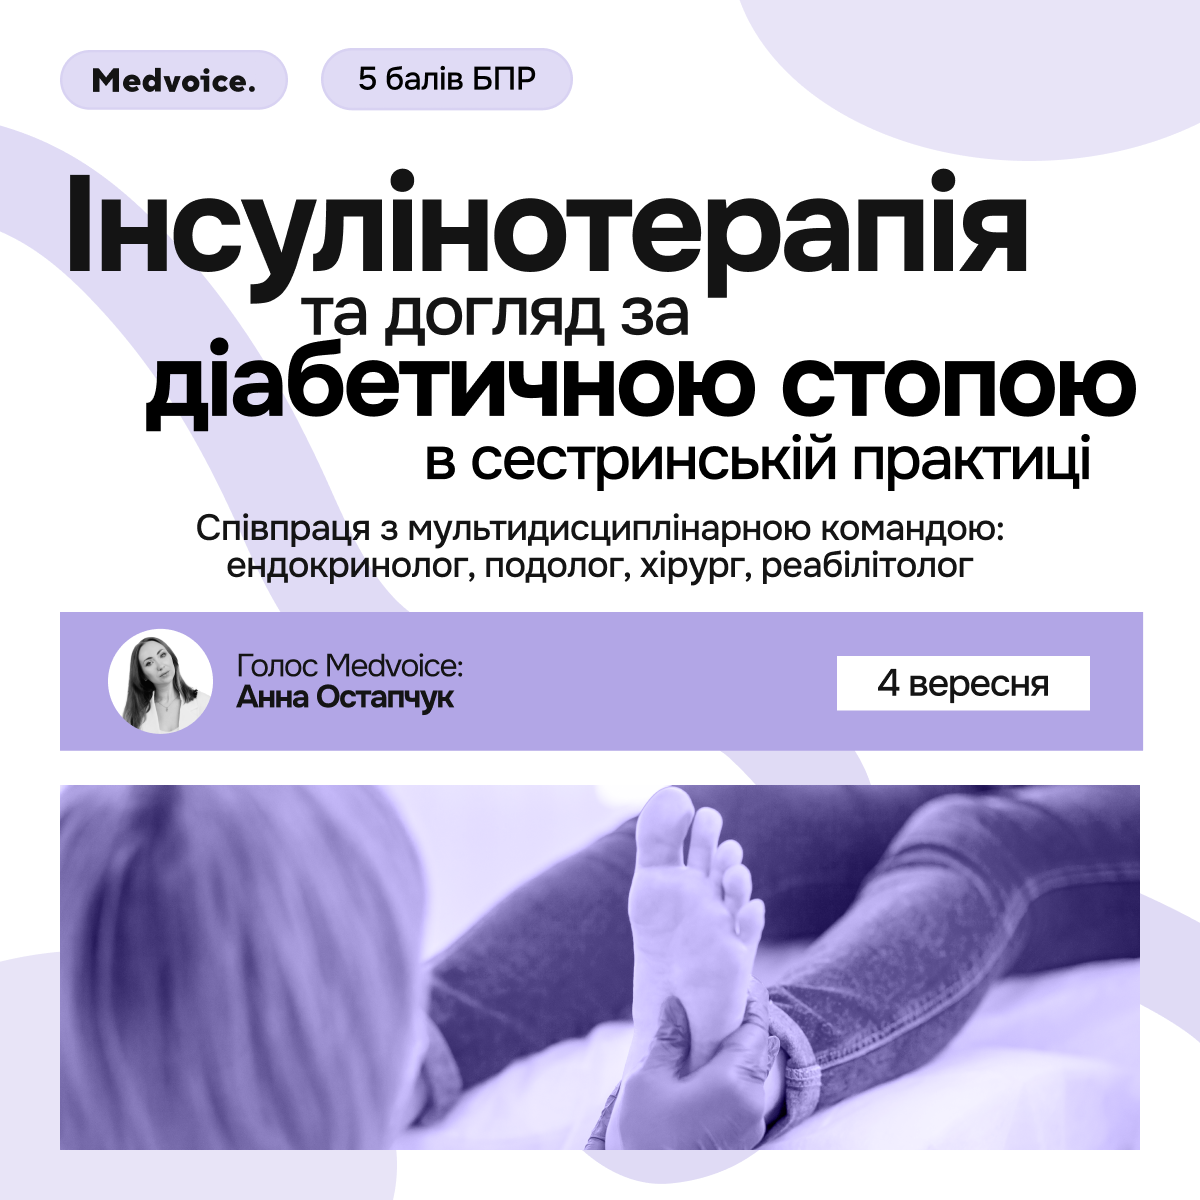 Medvoice.
5 балів БПР
Інсулінотерапія
та догляд за
діабетичною стопою
в сестринській практиці
Співпраця з мультидисциплінарною командою:
ендокринолог, подолог, хірург, реабілітолог
Голос Medvoice:
Анна Остапчук
4 вересня